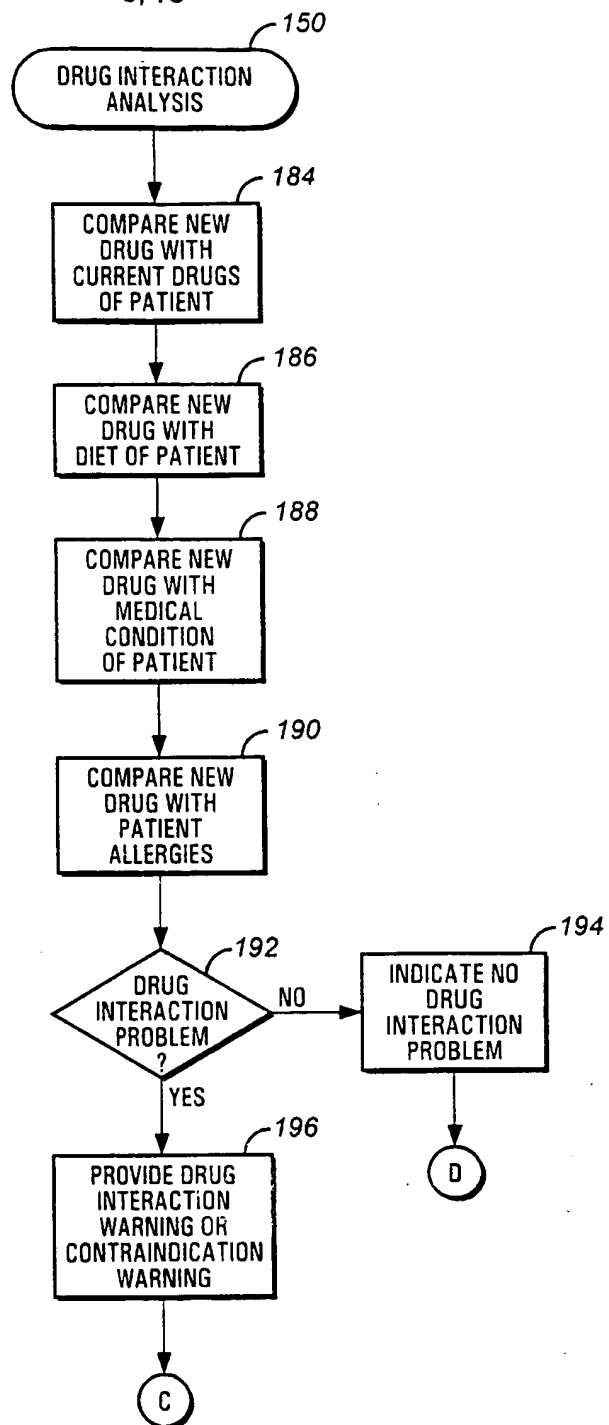 150
DRUG INTERACTION
ANALYSIS
184
COMPARE NEW
DRUG WITH
CURRENT DRUGS
OF PATIENT
186
COMPARE NEW
DRUG WITH
DIET OF PATIENT
188
COMPARE NEW
DRUG WITH
MEDICAL
CONDITION
OF PATIENT
190
COMPARE NEW
DRUG WITH
PATIENT
ALLERGIES
192
DRUG
INTERACTION
PROBLEM
?
NO
194
INDICATE NO
DRUG
INTERACTION
PROBLEM
D
YES
196
PROVIDE DRUG
INTERACTION
WARNING OR
CONTRAINDICATION
WARNING
C